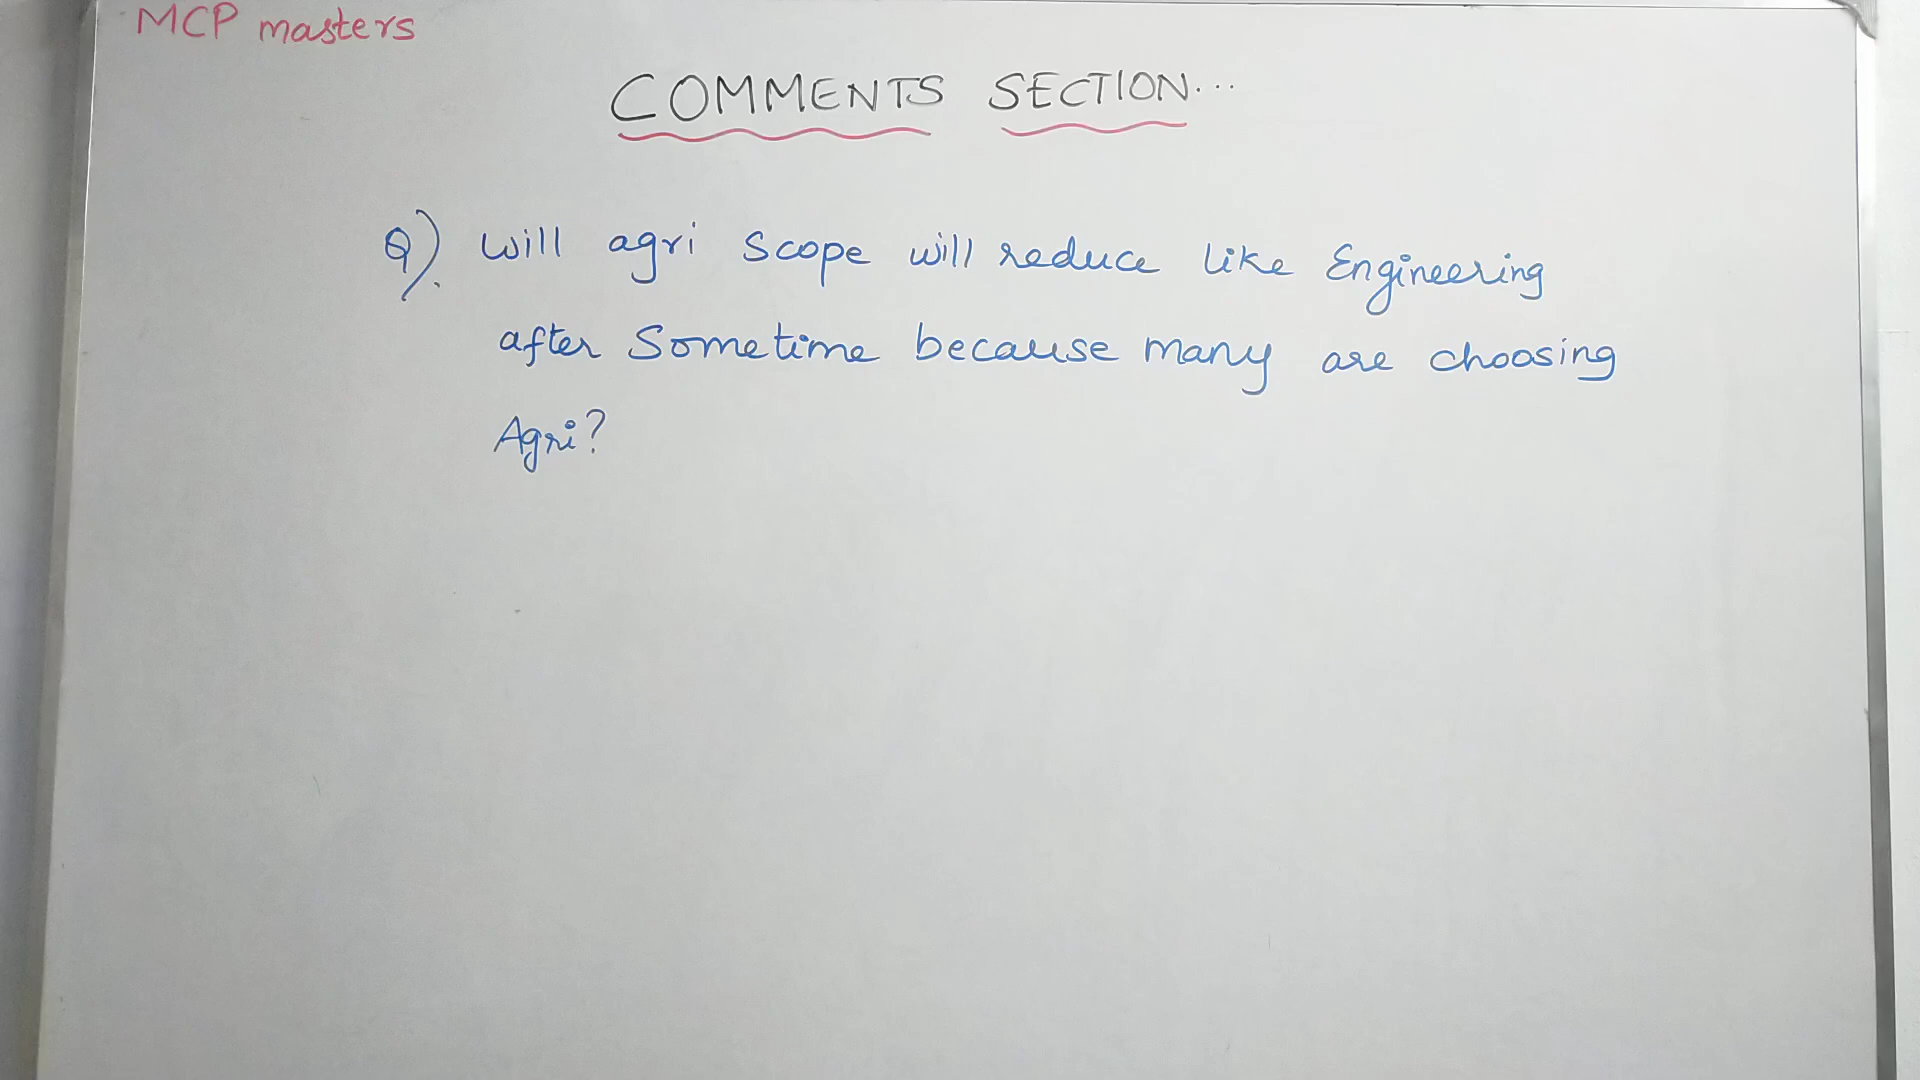 MCP masters
COMMENTS SECTION...
Q). Will agri scope will reduce like Engineering
after Sometime because many are choosing
Agri?